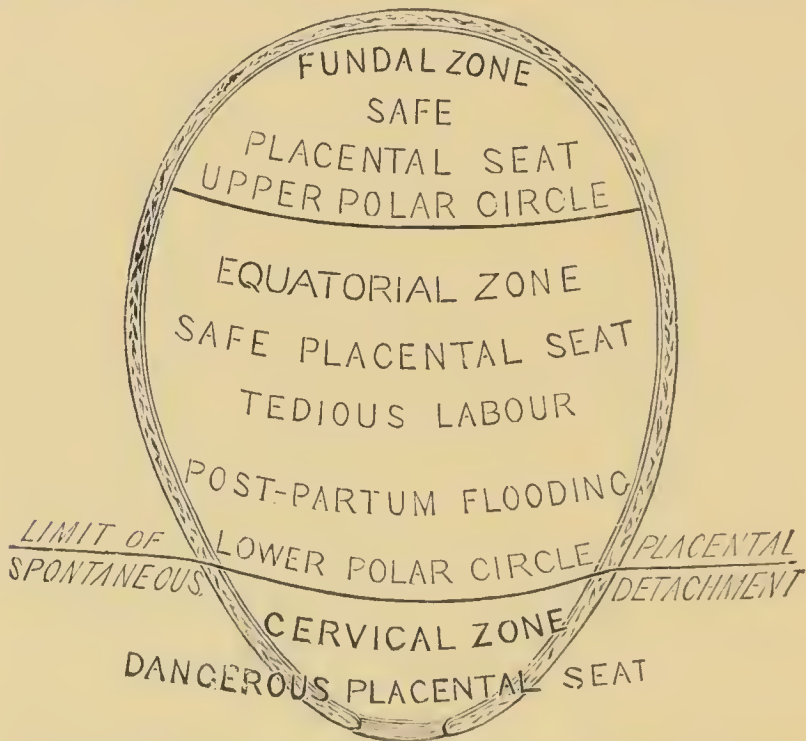 FUNDAL ZONE
SAFE
PLACENTAL SEAT
UPPER POLAR CIRCLE
EQUATORIAL ZONE
SAFE PLACENTAL SEAT
TEDIOUS LABOUR
POST-PARTUM FLOODING
LIMIT OF
SPONTANEOUS
LOWER POLAR CIRCLE
PLACENTAL
DETACHMENT
CERVICAL ZONE
DANGEROUS PLACENTAL SEAT